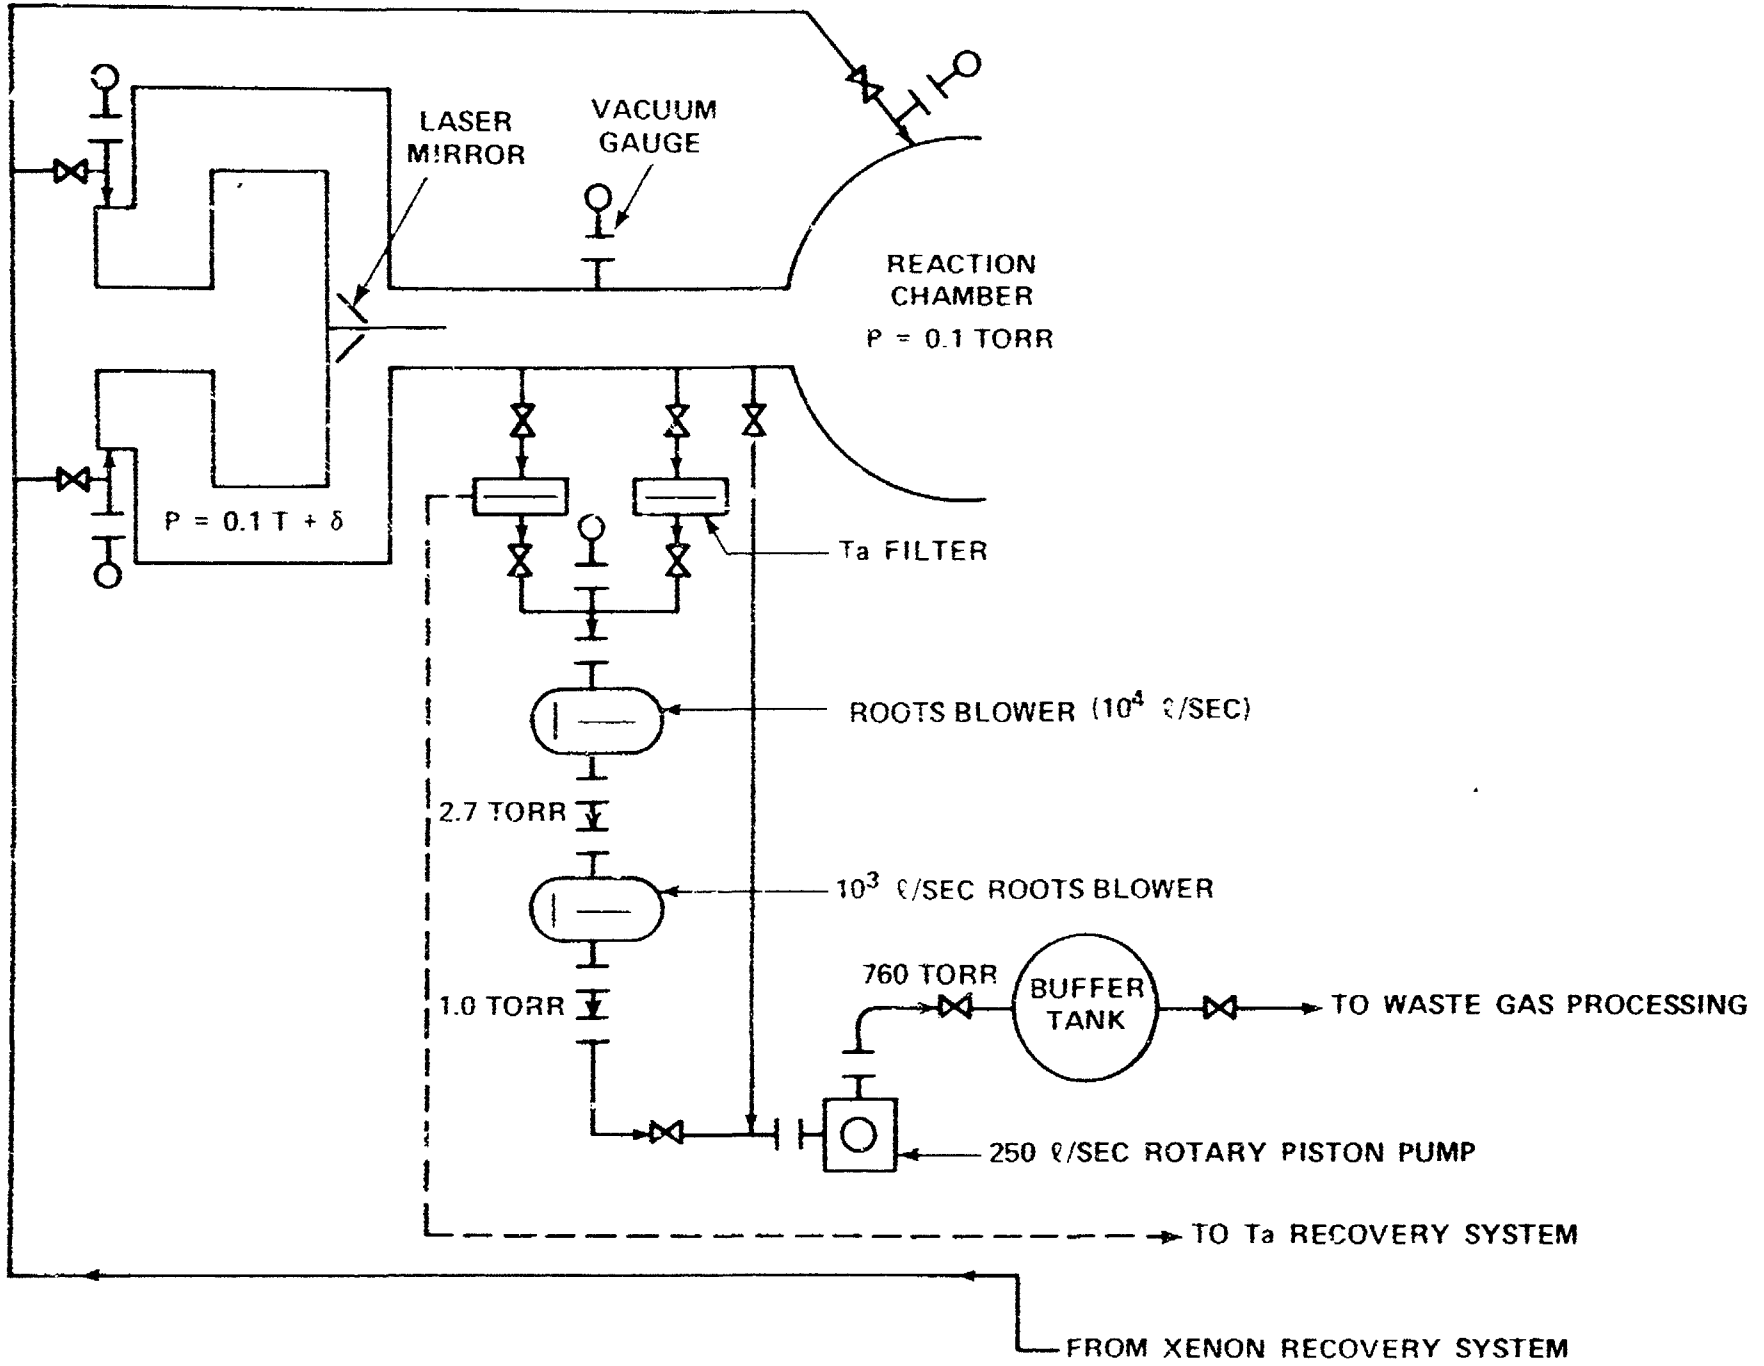 LASER
MIRROR
VACUUM
GAUGE
REACTION
CHAMBER
P = 0.1 TORR
P = 0.1 T + δ
Ta FILTER
ROOTS BLOWER (10⁴ ℓ/SEC)
2.7 TORR
10³ ℓ/SEC ROOTS BLOWER
1.0 TORR
760 TORR
BUFFER
TANK
TO WASTE GAS PROCESSING
250 ℓ/SEC ROTARY PISTON PUMP
TO Ta RECOVERY SYSTEM
FROM XENON RECOVERY SYSTEM